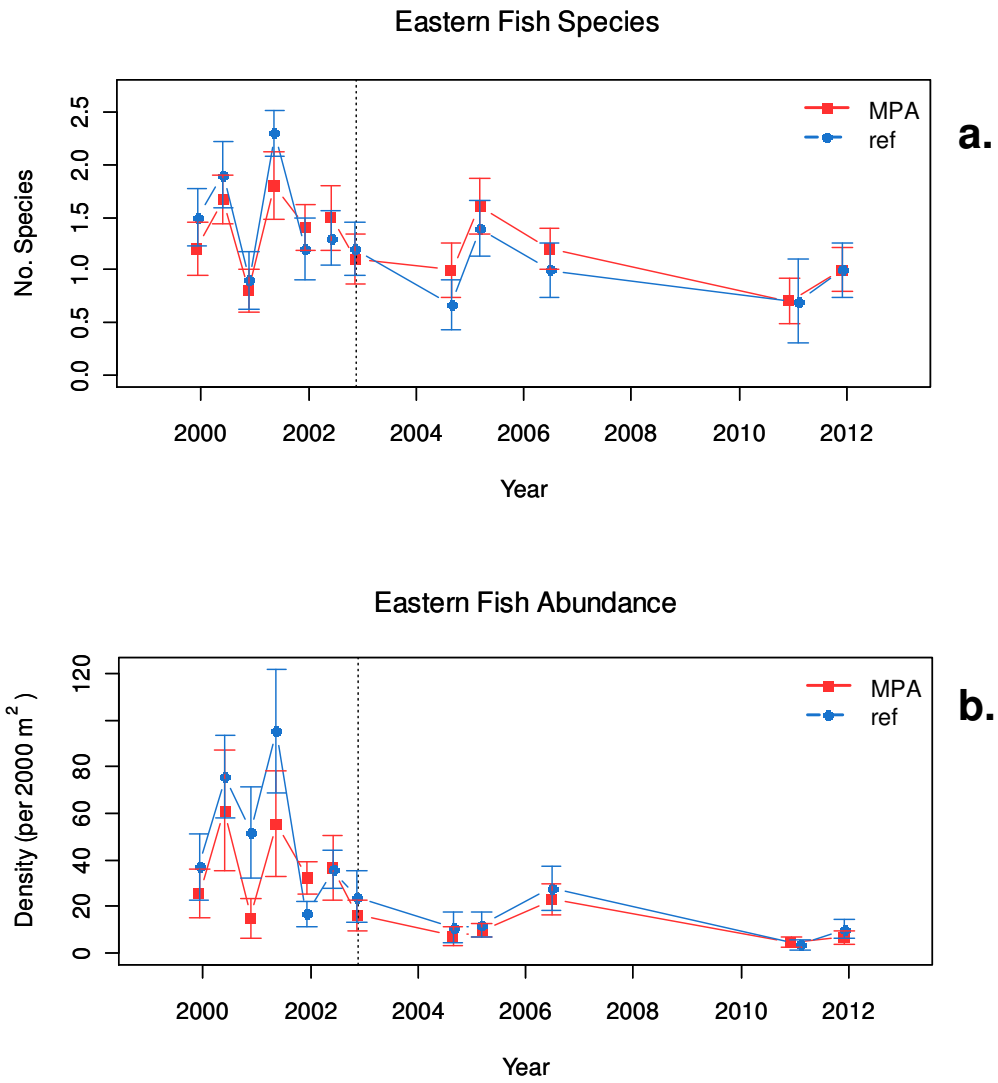 Eastern Fish Species
MPA
ref
a.
No. Species
2.5
2.0
1.5
1.0
0.5
0.0
2000 2002 2004 2006 2008 2010 2012
Year
Eastern Fish Abundance
MPA
ref
b.
Density (per 2000 m 2 )
120
80
60
40
20
0
2000 2002 2004 2006 2008 2010 2012
Year